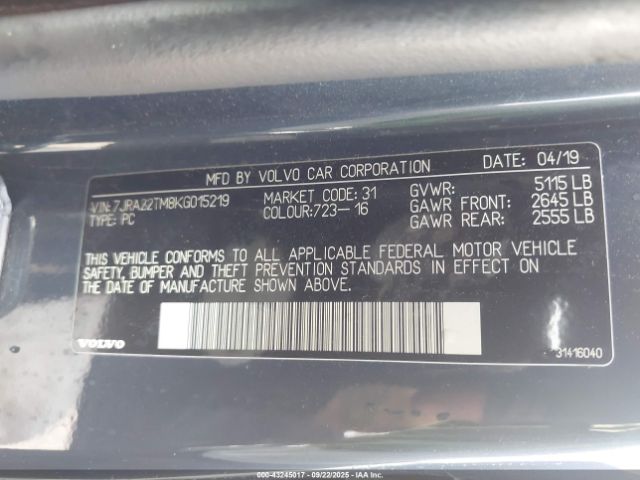 MFD BY VOLVO CAR CORPORATION DATE: 04/19
VIN:7JRA22TM8KG015219 MARKET CODE: 31 GVWR: 5115 LB
TYPE: PC COLOUR:723-16 GAWR FRONT: 2645 LB
GAWR REAR: 2555 LB
THIS VEHICLE CONFORMS TO ALL APPLICABLE FEDERAL MOTOR VEHICLE
SAFETY, BUMPER AND THEFT PREVENTION STANDARDS IN EFFECT ON
THE DATE OF MANUFACTURE SHOWN ABOVE.
VOLVO
31416040
000-43245017 - 09/22/2025 - ©IAA, Inc.